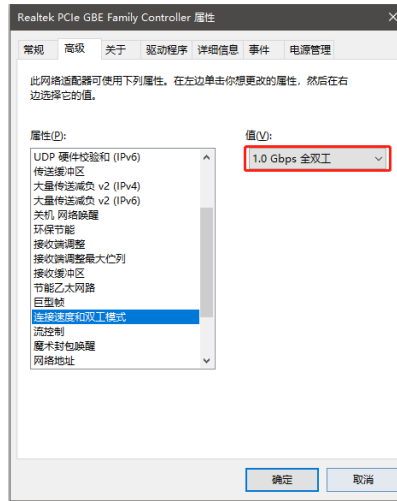 Realtek PCIe GBE Family Controller 属性
常规 高级 关于 驱动程序 详细信息 事件 电源管理
此网络适配器可使用下列属性。在左边单击你想更改的属性，然后在右
边选择它的值。
属性(P):
值(V):
UDP 硬件校验和 (IPv6)
传送缓冲区
大量传送减负 v2 (IPv4)
大量传送减负 v2 (IPv6)
关机 网络唤醒
环保节能
接收端调整
接收端调整最大伫列
接收缓冲区
节能乙太网路
巨型帧
连接速度和双工模式
流控制
魔术封包唤醒
网络地址
1.0 Gbps 全双工
确定
取消